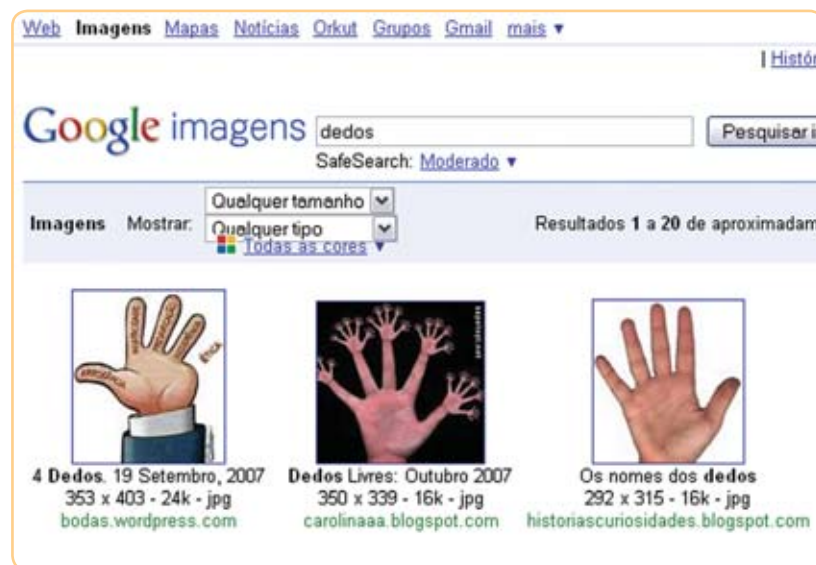 Web Imagens Mapas Notícias Orkut Grupos Gmail mais ▼
| Histór
Google imagens dedos Pesquisar i
SafeSearch: Moderado ▼
Imagens Mostrar: Qualquer tamanho
Qualquer tipo
Todas as cores ▼
Resultados 1 a 20 de aproximadam
4 Dedos. 19 Setembro, 2007
353 x 403 - 24k - jpg
bodas.wordpress.com
Dedos Livres: Outubro 2007
350 x 339 - 16k - jpg
carolinaaa.blogspot.com
Os nomes dos dedos
292 x 315 - 16k - jpg
historiascuriosidades.blogspot.com
ÉTICA